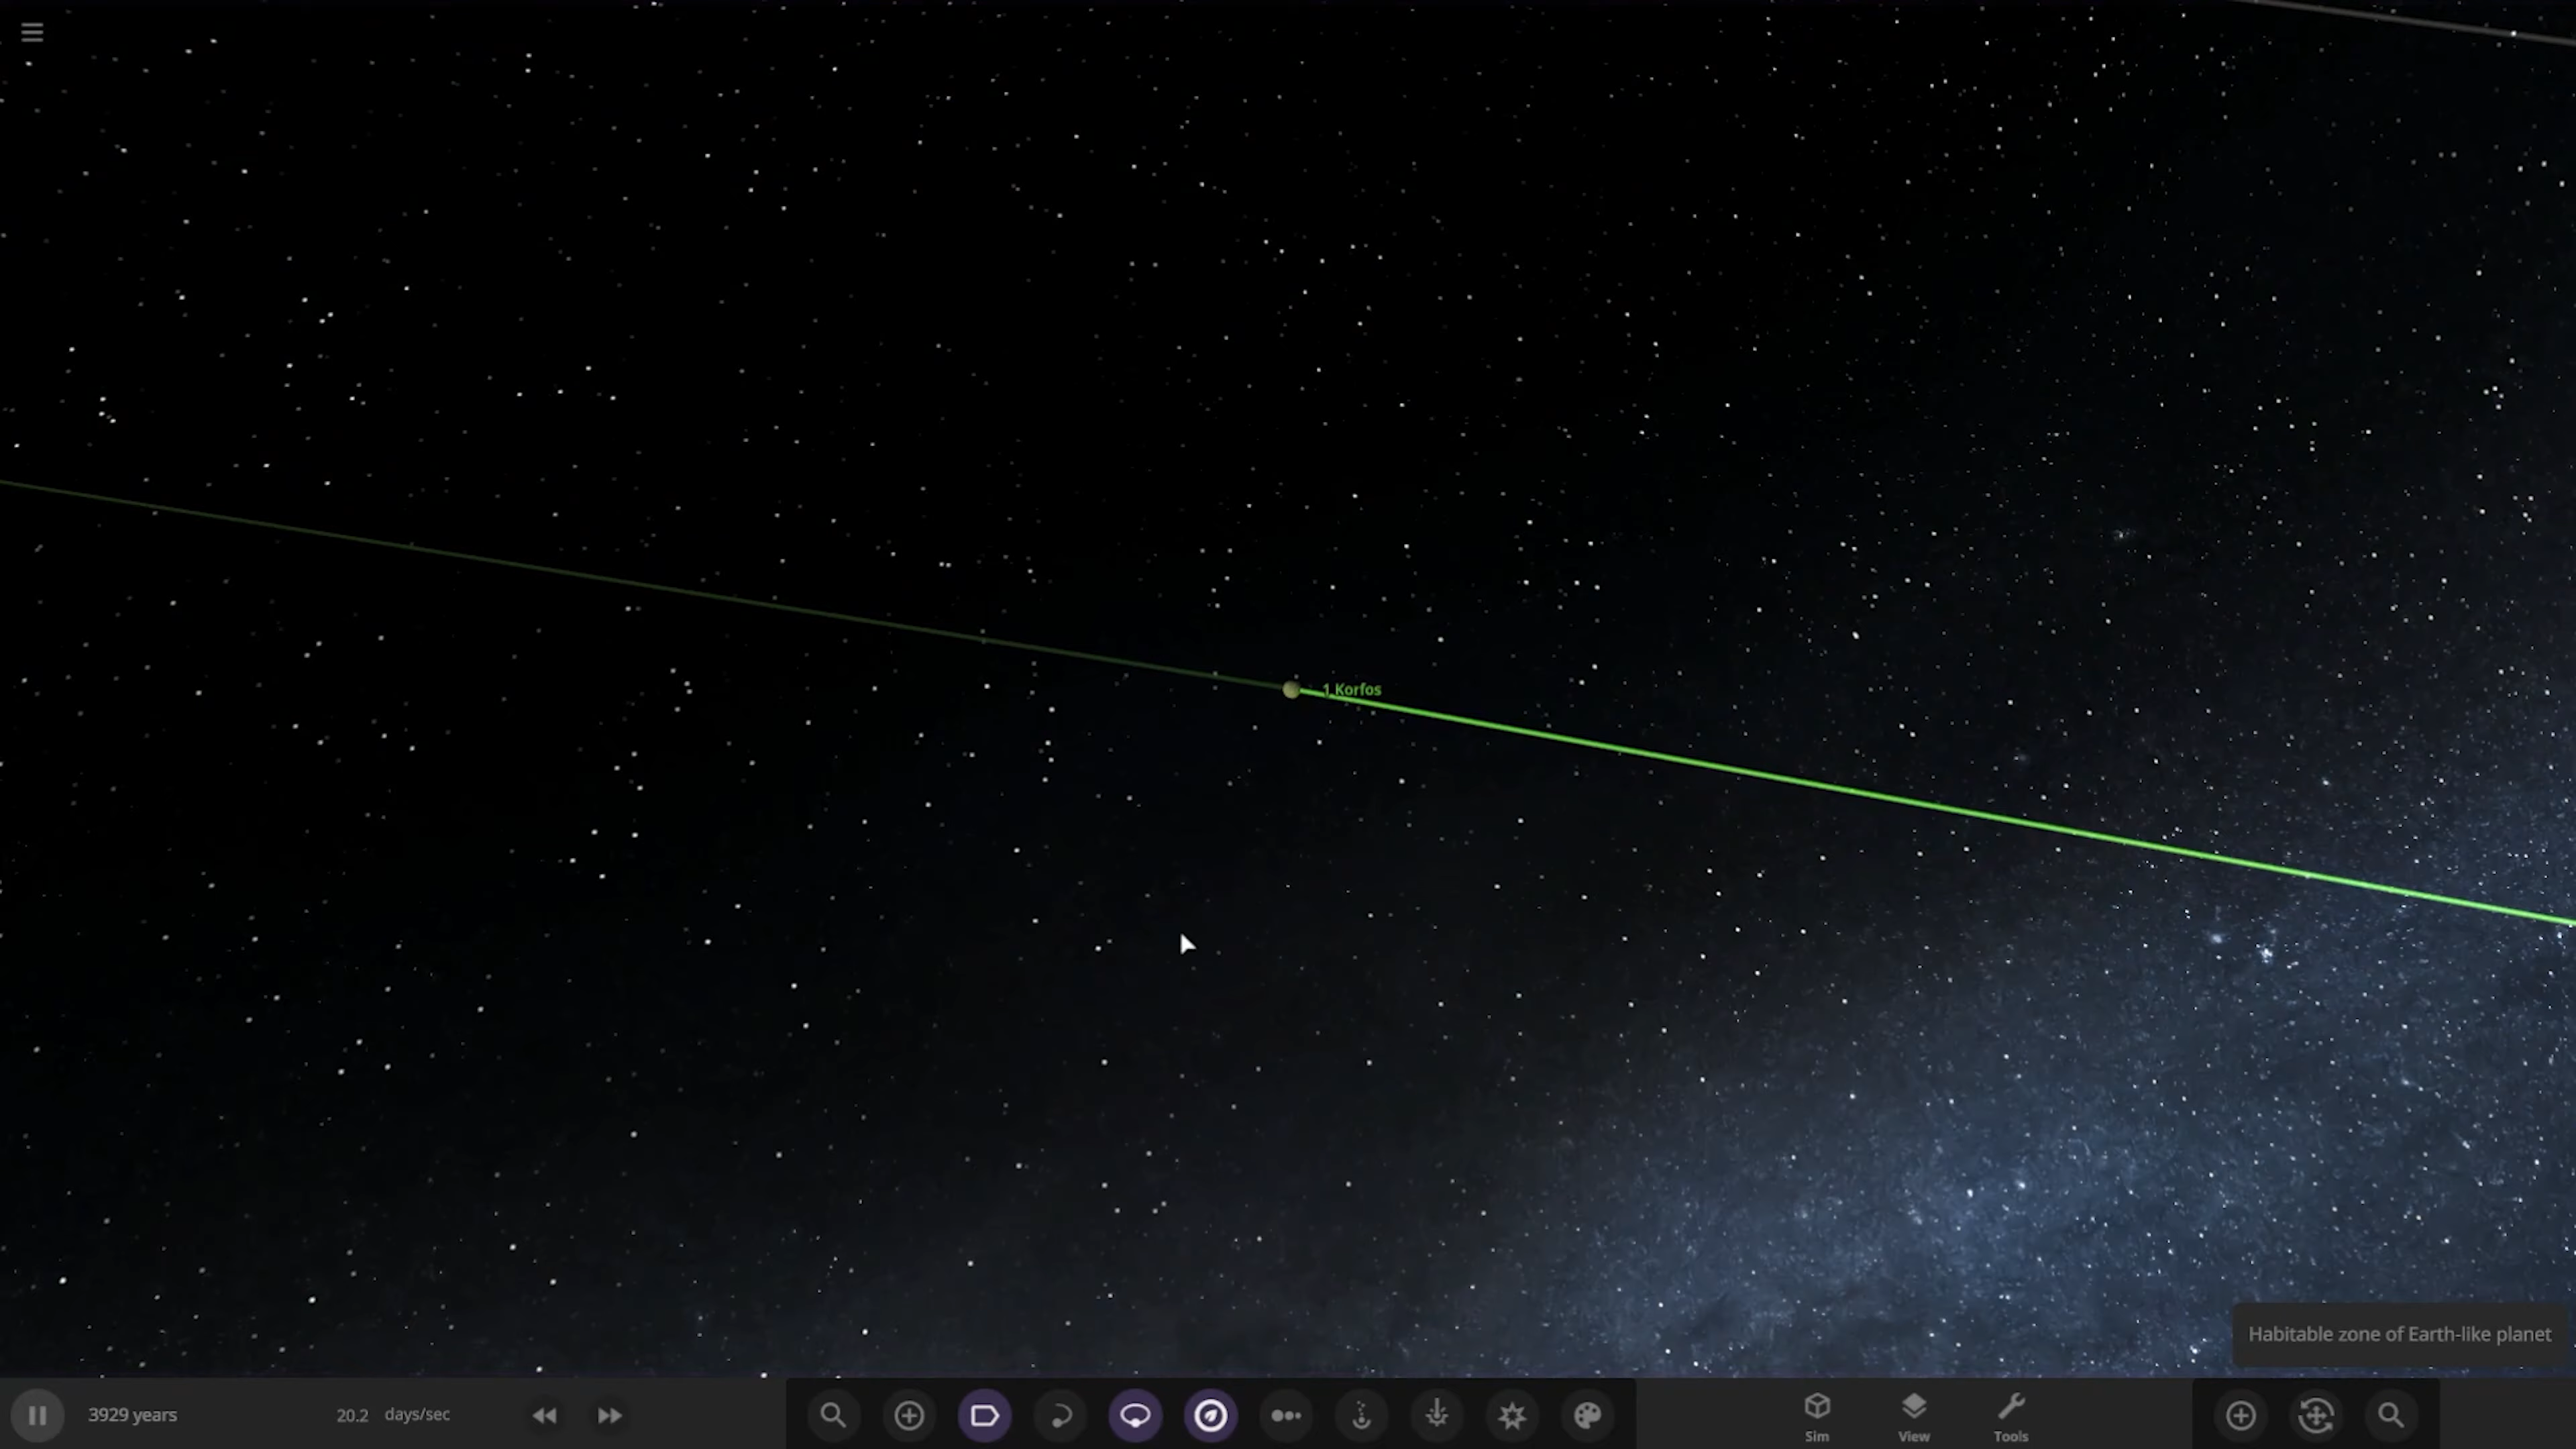 1 Korfos
Habitable zone of Earth-like planet
3929 years
20.2 days/sec
Sim
View
Tools